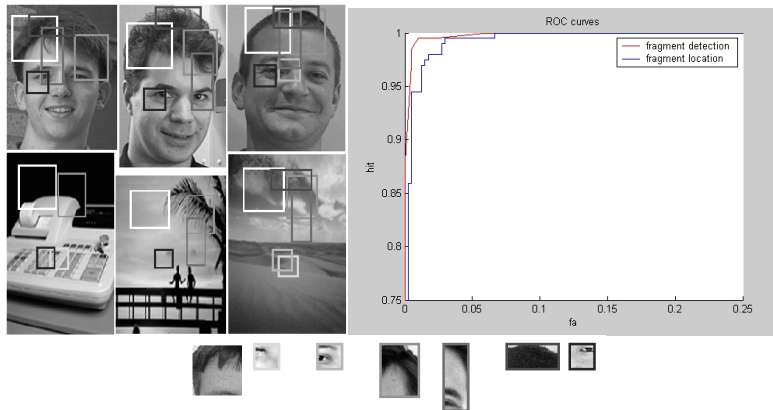 ROC curves
fragment detection
fragment location
hit
1
0.95
0.9
0.85
0.8
0.75
0
0.05
0.1
0.15
0.2
0.25
fa